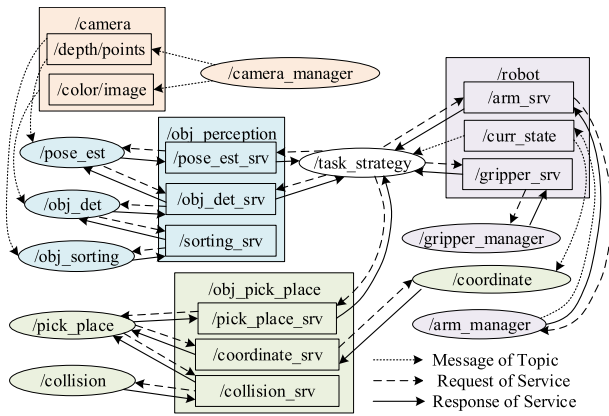 /camera
/depth/points
/color/image
/camera_manager
/robot
/arm_srv
/curr_state
/gripper_srv
/obj_perception
/pose_est
/pose_est_srv
/task_strategy
/obj_det
/obj_det_srv
/obj_sorting
/sorting_srv
/gripper_manager
/coordinate
/obj_pick_place
/pick_place
/pick_place_srv
/coordinate_srv
/collision
/collision_srv
/arm_manager
Message of Topic
Request of Service
Response of Service